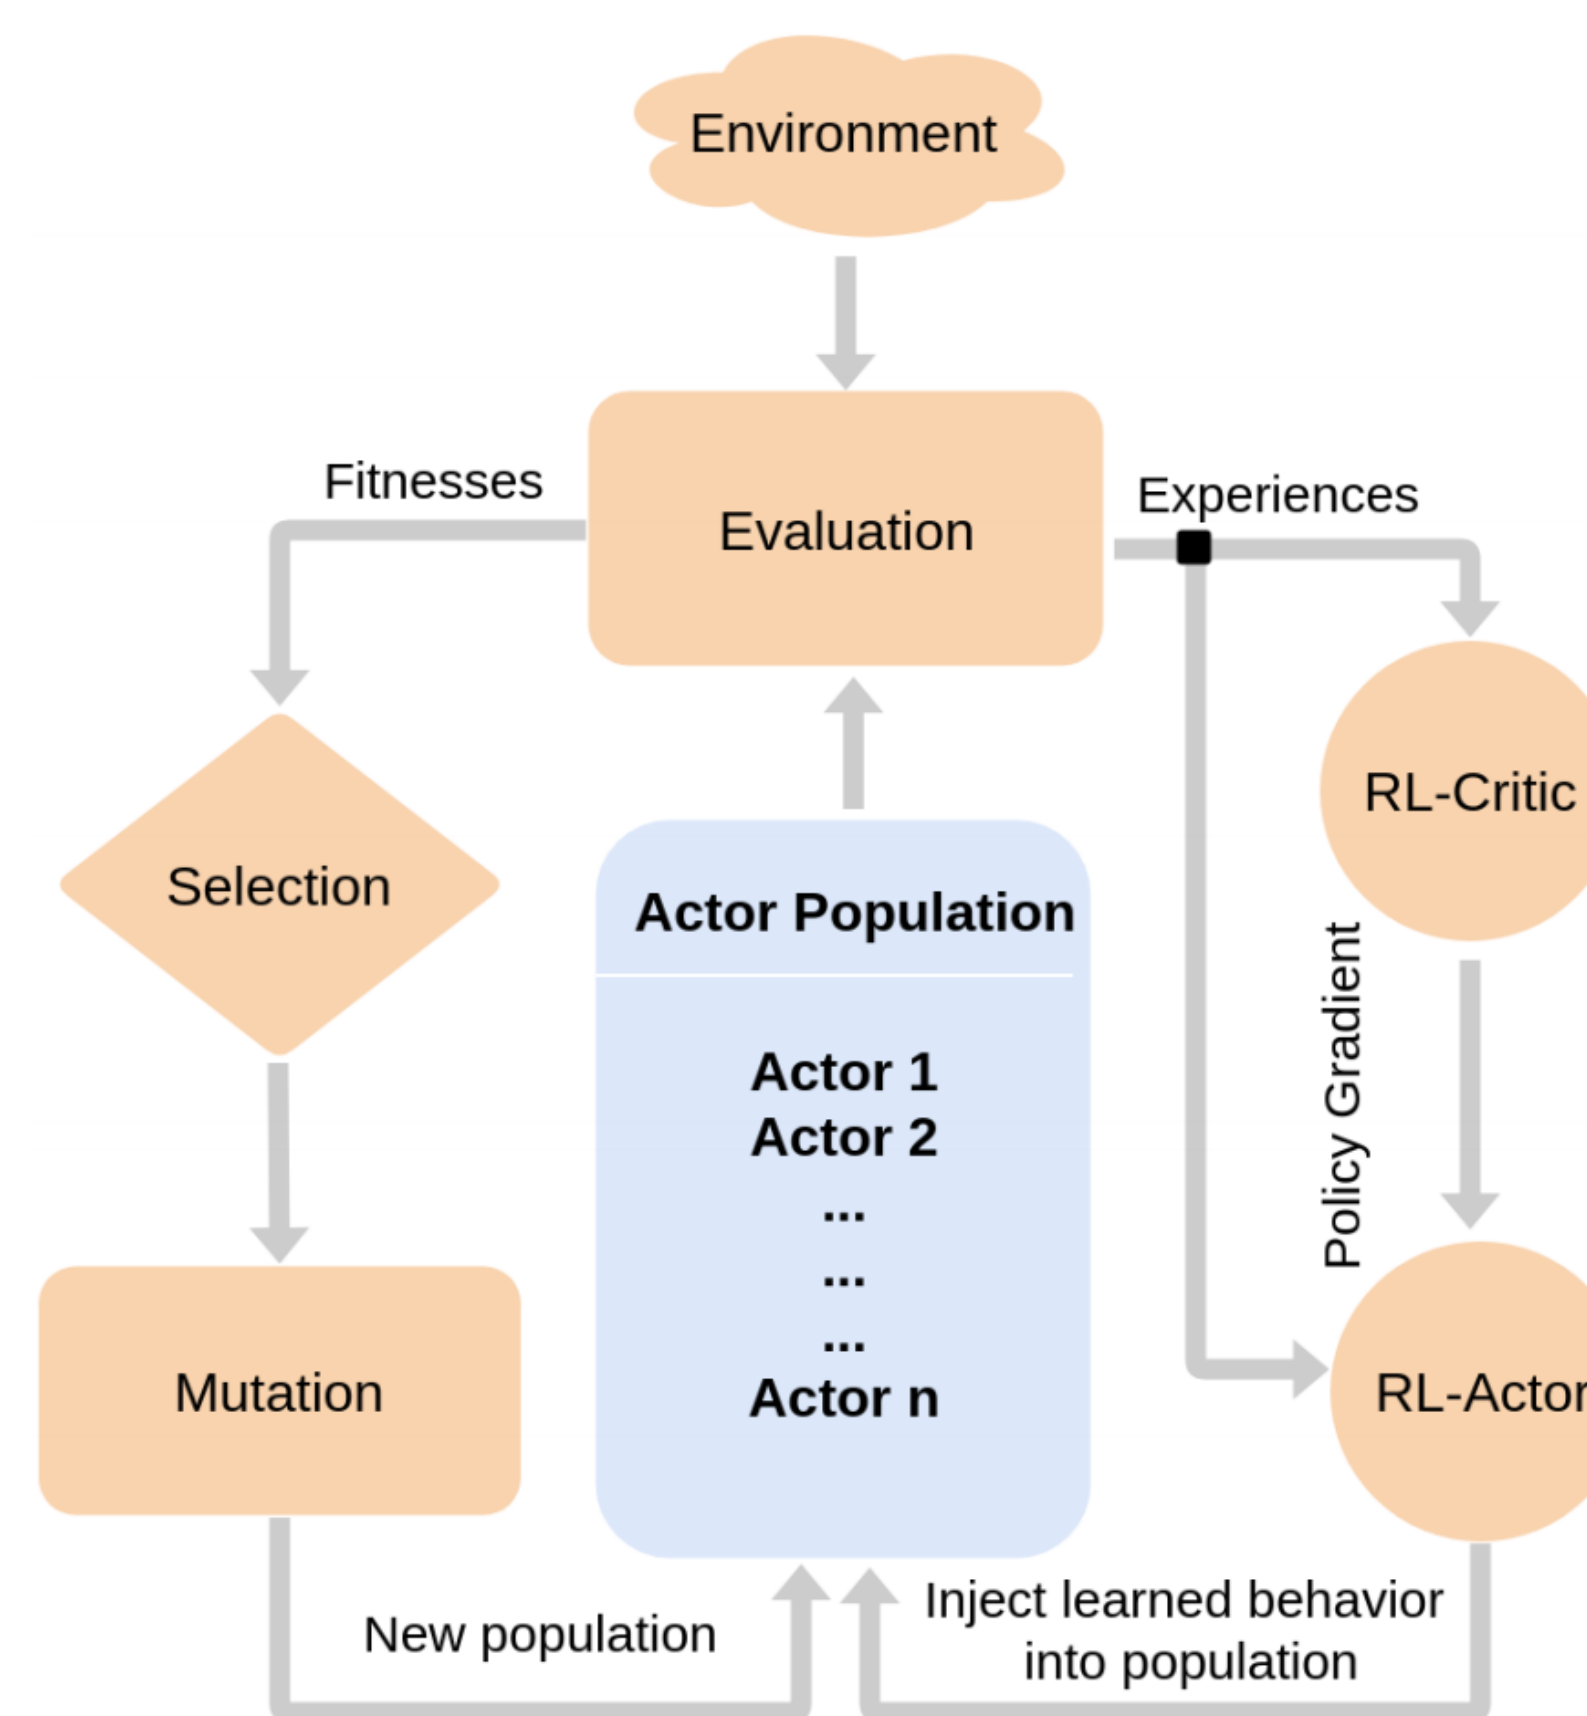 Environment
Fitnesses
Evaluation
Experiences
RL-Critic
Selection
Actor Population
Policy Gradient
Actor 1
Actor 2
...
...
...
Actor n
Mutation
RL-Actor
New population
Inject learned behavior
into population